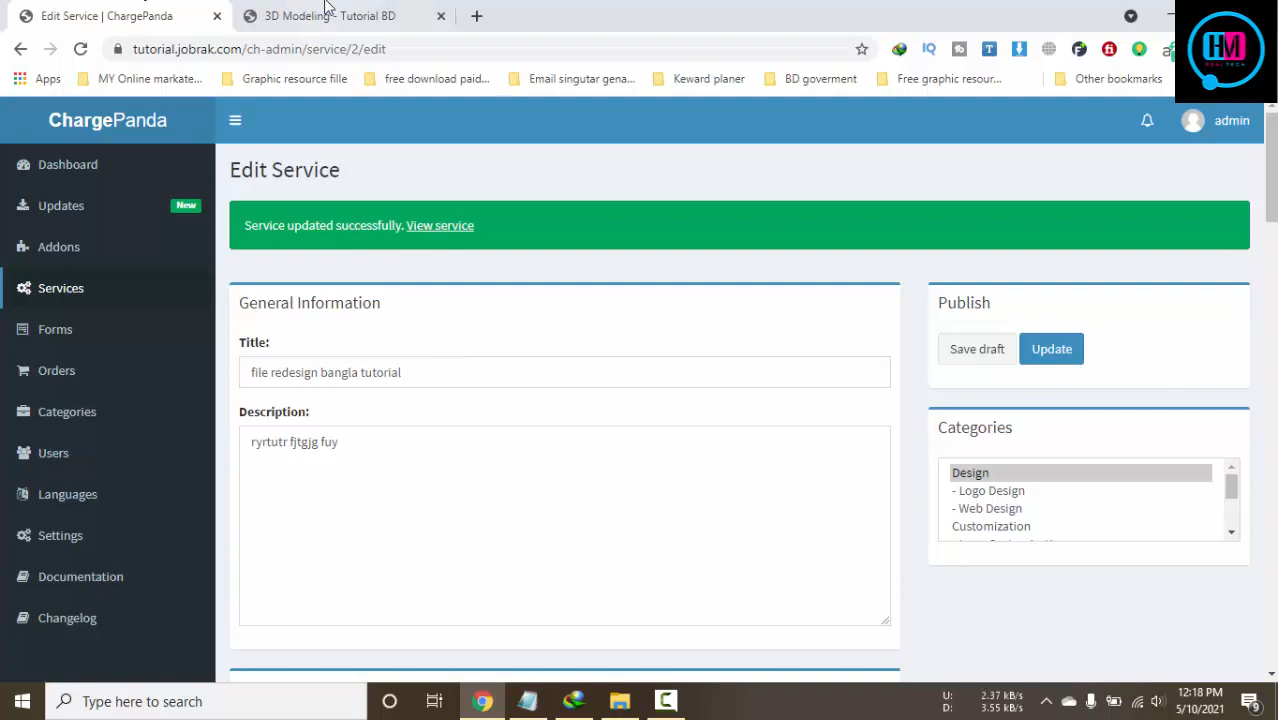 Edit Service | ChargePanda
3D Modeling - Tutorial BD
tutorial.jobrak.com/ch-admin/service/2/edit
Apps
MY Online markate...
Graphic resource fille
free download paid...
Email singutar gena...
Keward planer
BD goverment
Free graphic resour...
Other bookmarks
HM
REAL TECH
ChargePanda
admin
Dashboard
Updates
New
Addons
Services
Forms
Orders
Categories
Users
Languages
Settings
Documentation
Changelog
Edit Service
Service updated successfully. View service
General Information
Title:
file redesign bangla tutorial
Description:
ryrtutr fjtgjg fuy
Publish
Save draft
Update
Categories
Design
- Logo Design
- Web Design
Customization
Type here to search
U: 2.37 kB/s
D: 3.55 kB/s
12:18 PM
5/10/2021
9